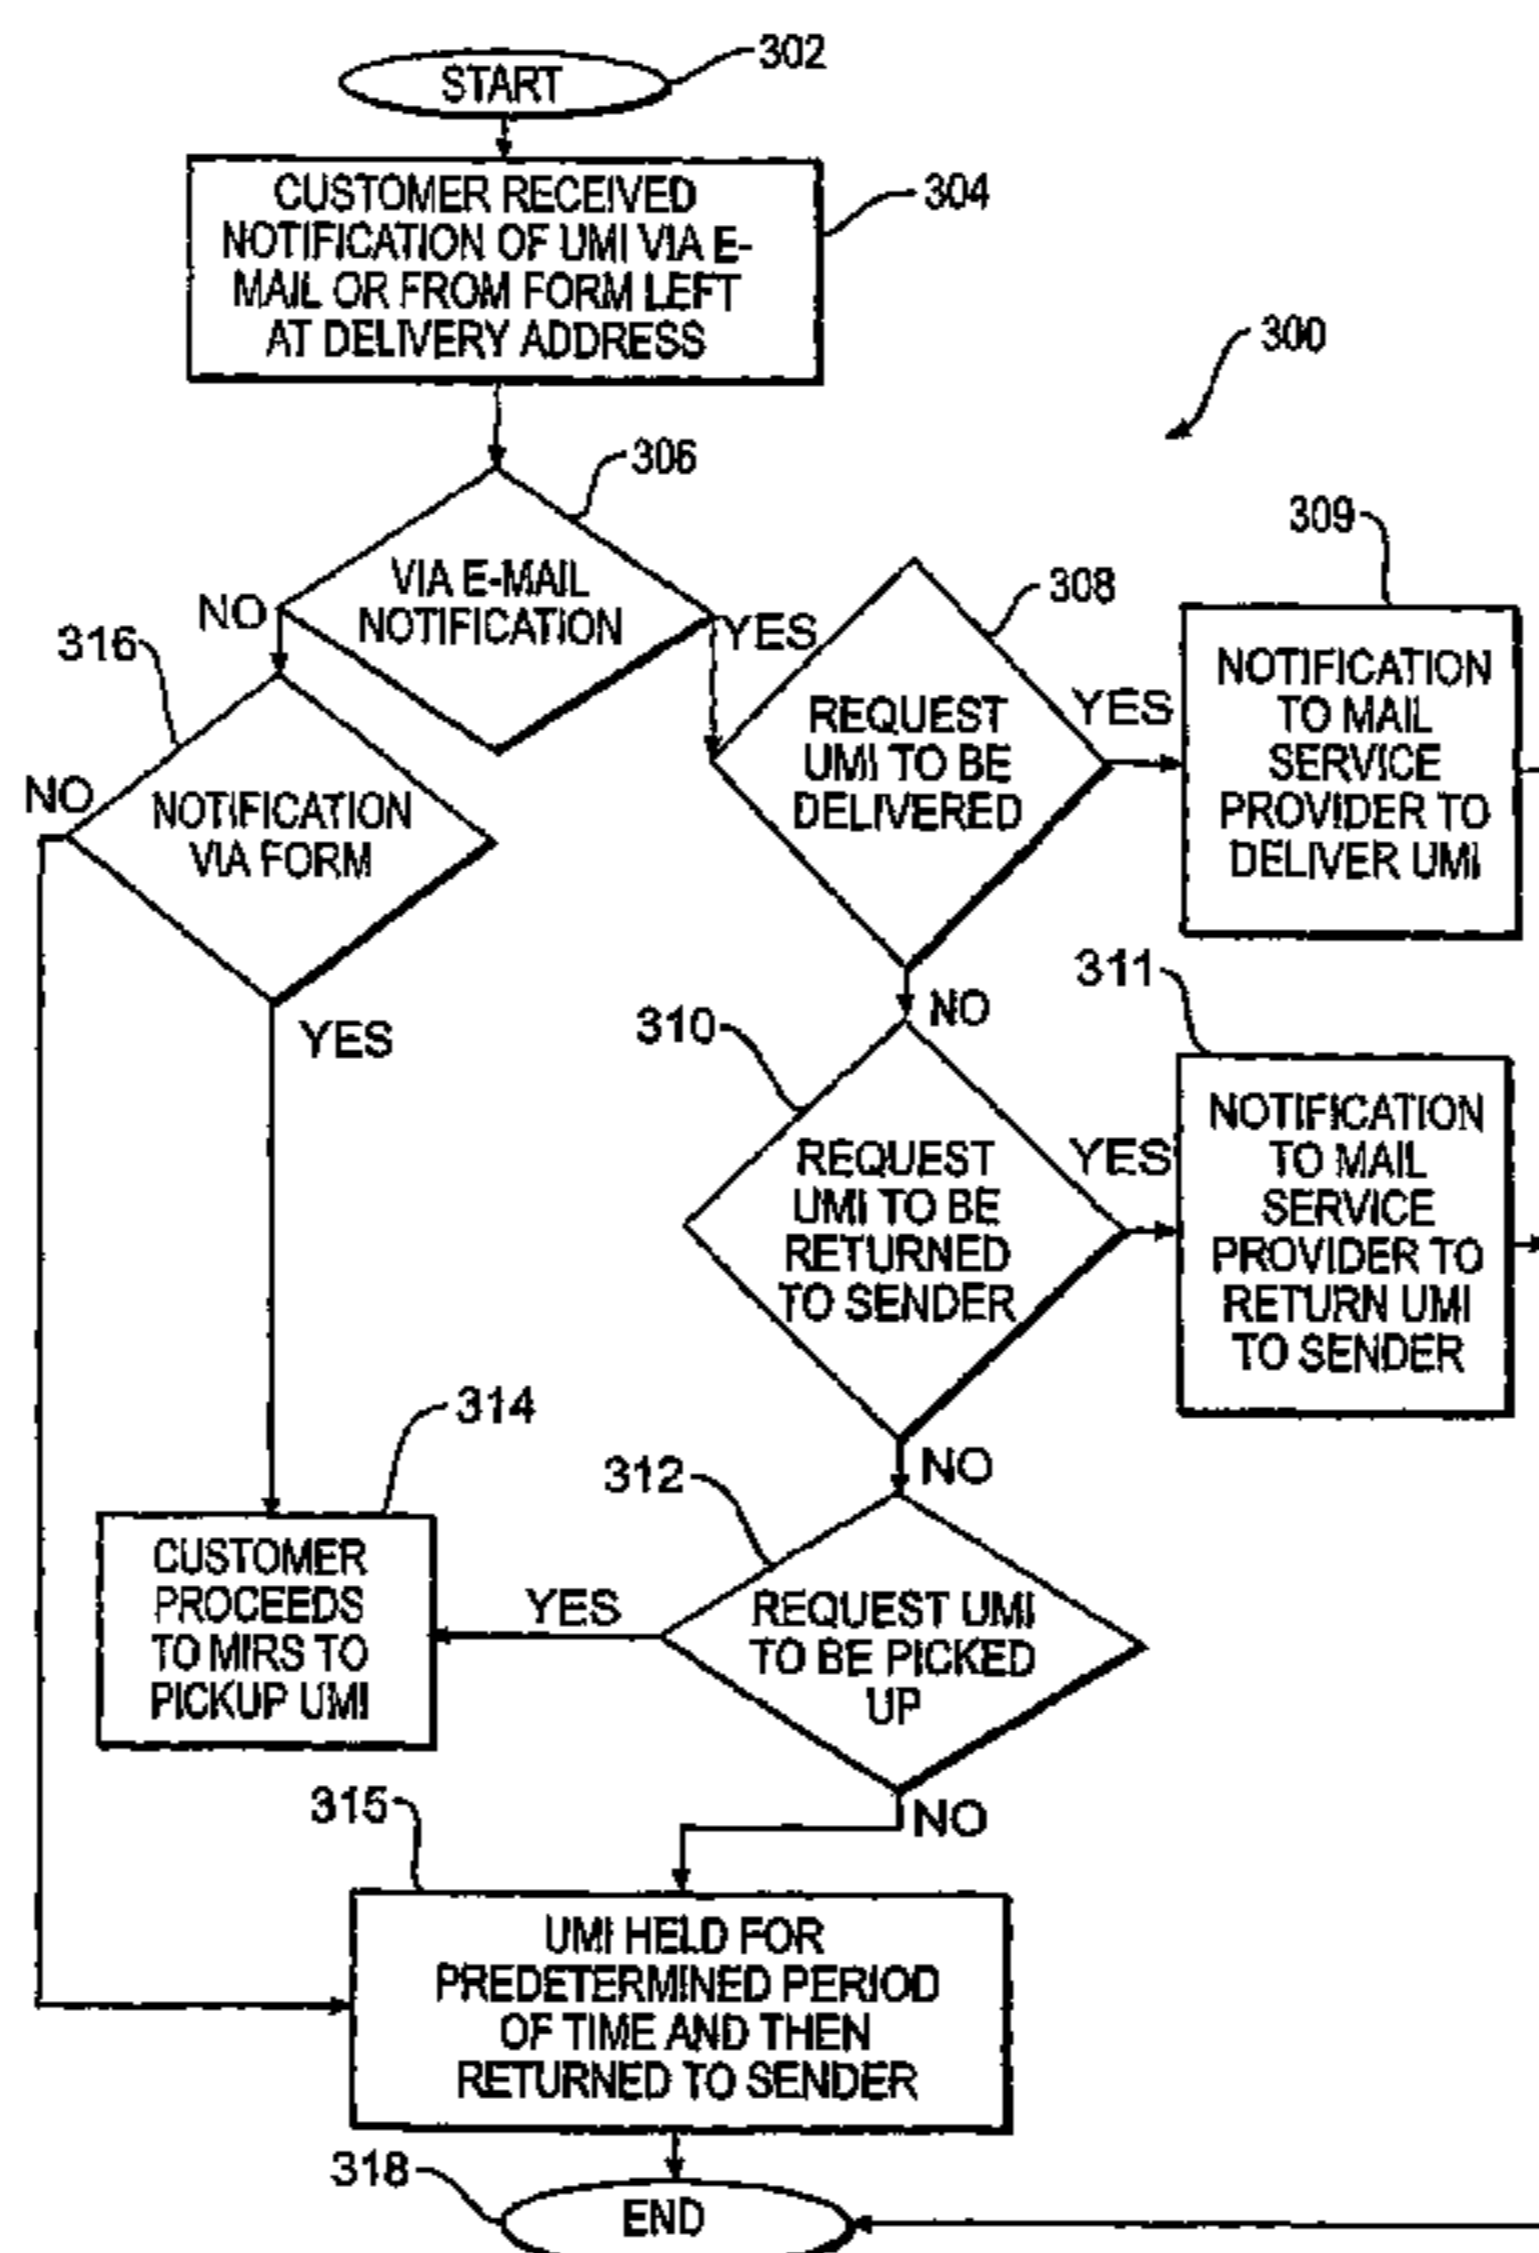 START
302
CUSTOMER RECEIVED
NOTIFICATION OF UMI VIA E-
MAIL OR FROM FORM LEFT
AT DELIVERY ADDRESS
304
300
306
VIA E-MAIL
NOTIFICATION
NO
YES
308
REQUEST
UMI TO BE
DELIVERED
YES
309
NOTIFICATION
TO MAIL
SERVICE
PROVIDER TO
DELIVER UMI
316
NO
NOTIFICATION
VIA FORM
YES
NO
310
REQUEST
UMI TO BE
RETURNED
TO SENDER
YES
311
NOTIFICATION
TO MAIL
SERVICE
PROVIDER TO
RETURN UMI
TO SENDER
NO
312
REQUEST UMI
TO BE PICKED
UP
YES
314
CUSTOMER
PROCEEDS
TO MIRS TO
PICKUP UMI
NO
315
UMI HELD FOR
PREDETERMINED PERIOD
OF TIME AND THEN
RETURNED TO SENDER
318
END